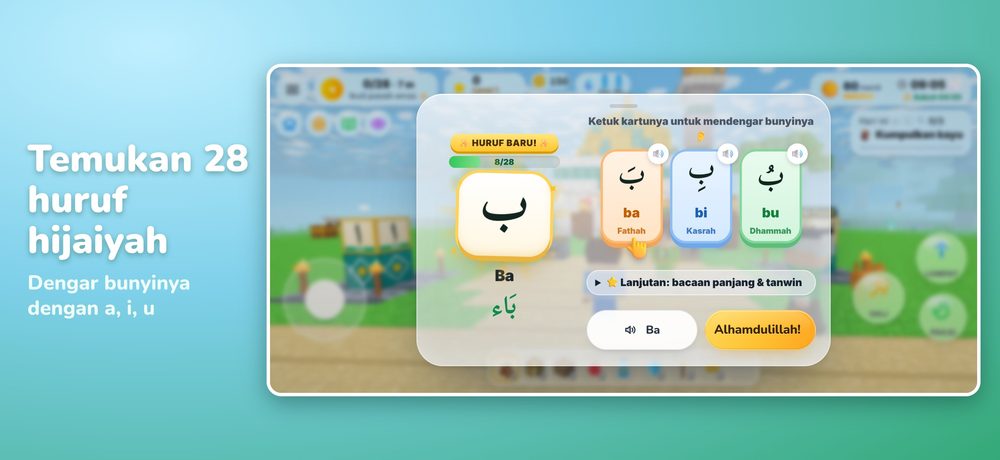 Temukan 28
huruf
hijaiyah
Dengar bunyinya
dengan a, i, u
HURUF BARU!
8/28
ب
Ba
بَاء
Ketuk kartunya untuk mendengar bunyinya
بَ
ba
Fathah
بِ
bi
Kasrah
بُ
bu
Dhammah
Lanjutan: bacaan panjang & tanwin
Ba
Alhamdulillah!